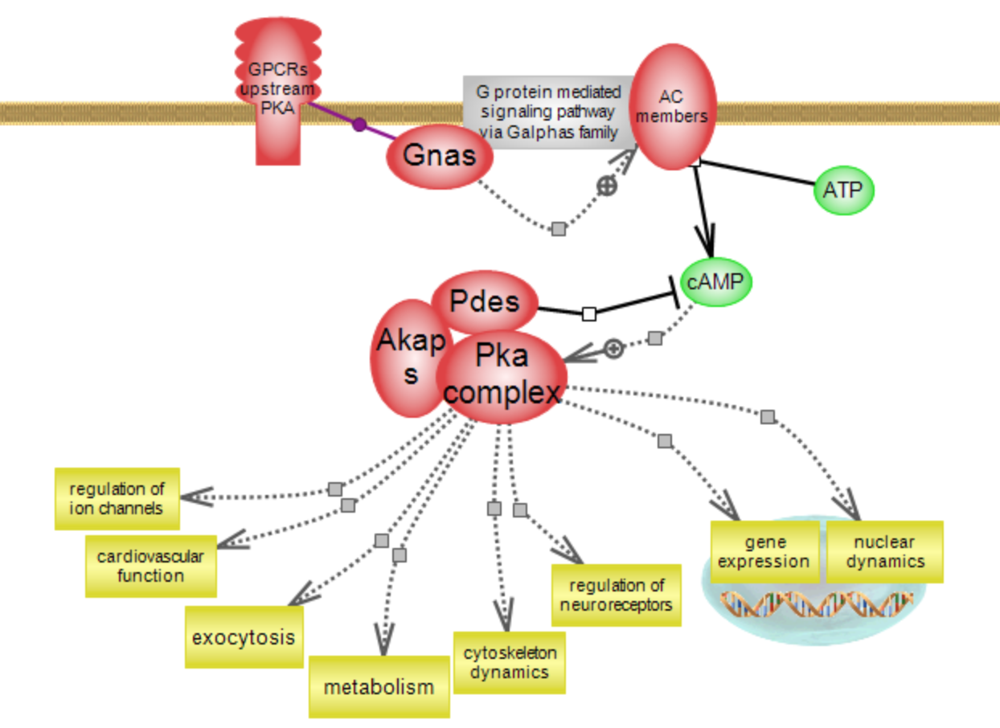 GPCRs
upstream
PKA
G protein mediated
signaling pathway
via Galphas family
AC
members
Gnas
ATP
cAMP
Pdes
Akap
s
Pka
complex
regulation of
ion channels
cardiovascular
function
exocytosis
metabolism
cytoskeleton
dynamics
regulation of
neuroreceptors
gene
expression
nuclear
dynamics